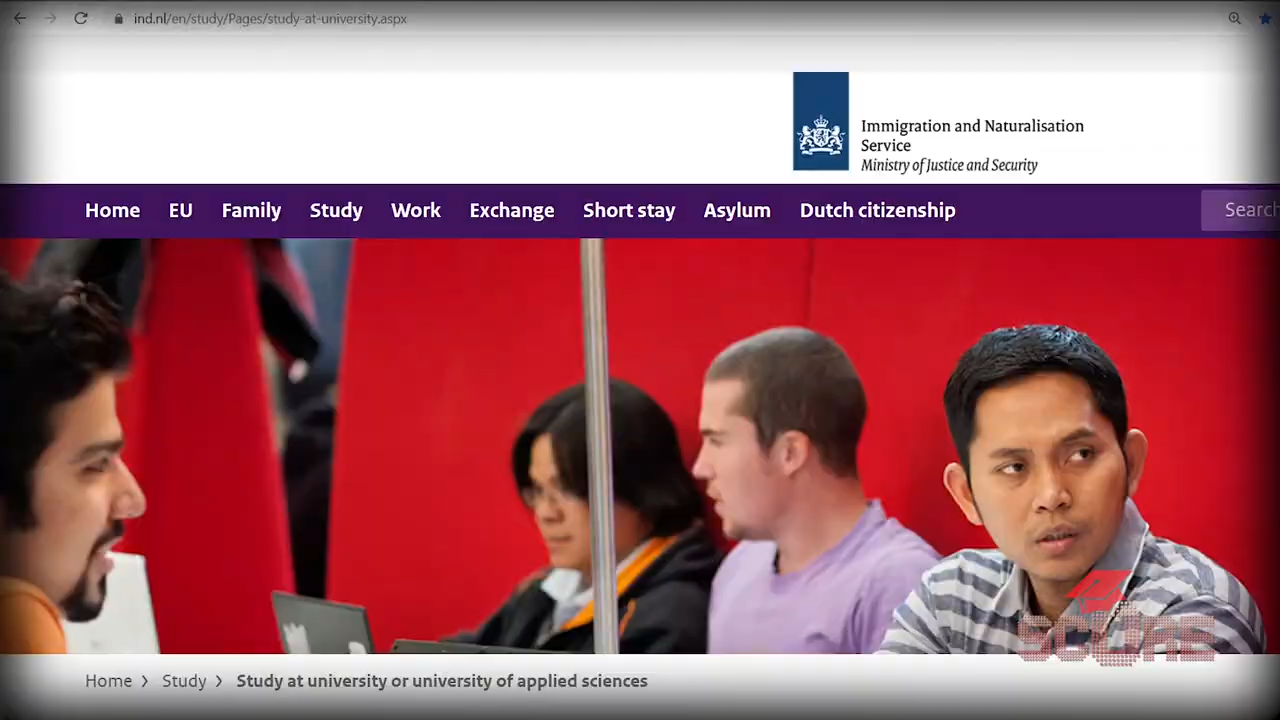 ind.nl/en/study/Pages/study-at-university.aspx
Immigration and Naturalisation
Service
Ministry of Justice and Security
Home EU Family Study Work Exchange Short stay Asylum Dutch citizenship Search
Home > Study > Study at university or university of applied sciences